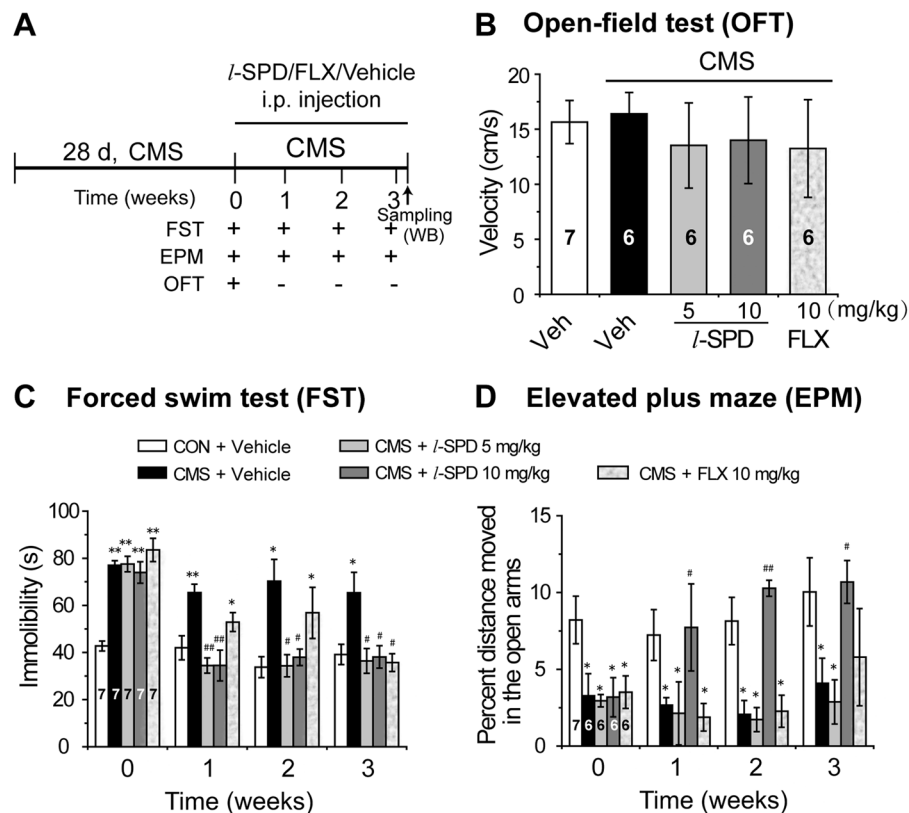 A
l-SPD/FLX/Vehicle
i.p. injection
28 d, CMS
CMS
Time (weeks)
0 1 2 3
Sampling
(WB)
FST + + + +
EPM + + + +
OFT + - - -
B Open-field test (OFT)
CMS
Velocity (cm/s)
20
15
10
5
0
7 6 6 6 6
5 10 10 (mg/kg)
Veh Veh l-SPD FLX
C Forced swim test (FST)
D Elevated plus maze (EPM)
CON + Vehicle
CMS + Vehicle
CMS + l-SPD 5 mg/kg
CMS + l-SPD 10 mg/kg
CMS + FLX 10 mg/kg
Immolibility (s)
100
80
60
40
20
0
** ** ** ** ** * * * *
## ## # # # # #
7 7 7 7 7
0 1 2 3
Time (weeks)
Percent distance moved
in the open arms
15
10
5
0
* * * * * * * * * * * *
# ## #
7 6 6 6 6
0 1 2 3
Time (weeks)